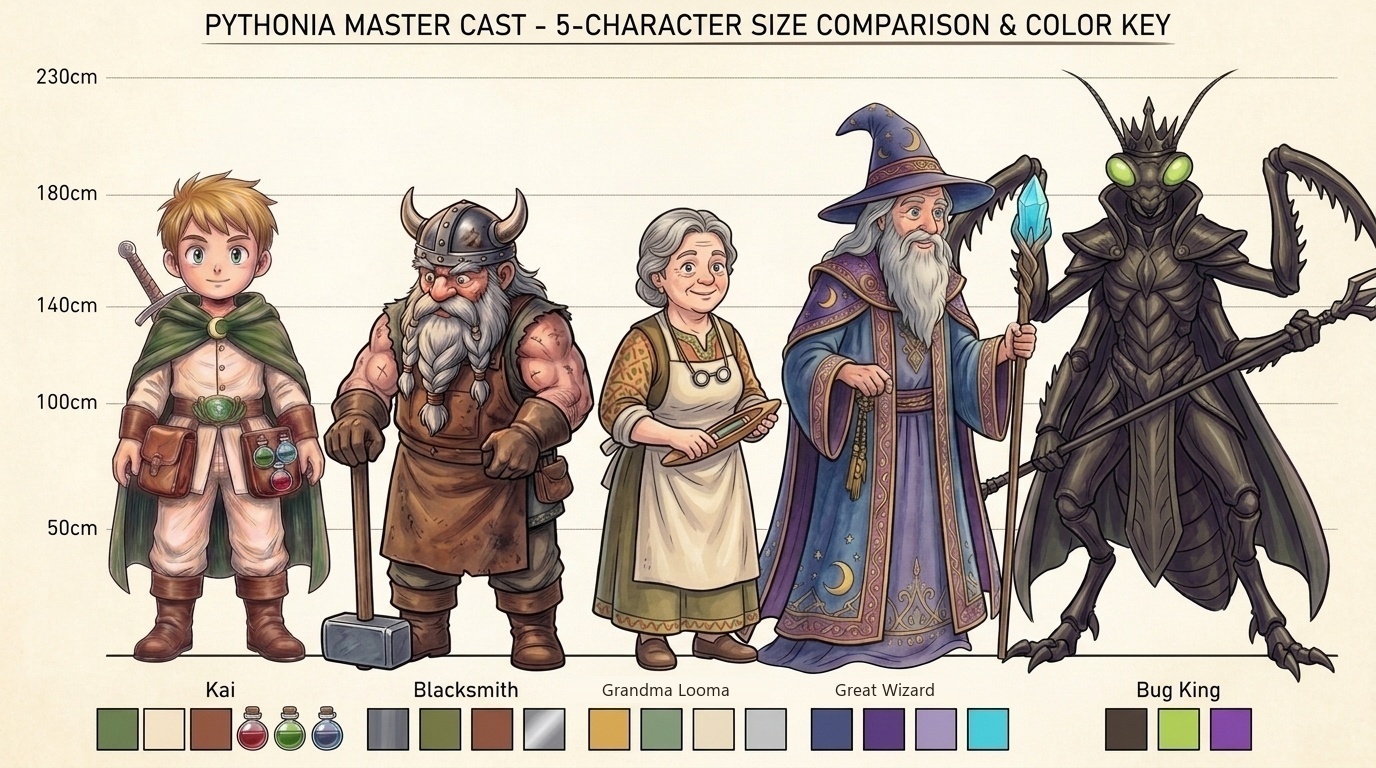 PYTHONIA MASTER CAST - 5-CHARACTER SIZE COMPARISON & COLOR KEY
230cm
180cm
140cm
100cm
50cm
Kai
Blacksmith
Grandma Looma
Great Wizard
Bug King